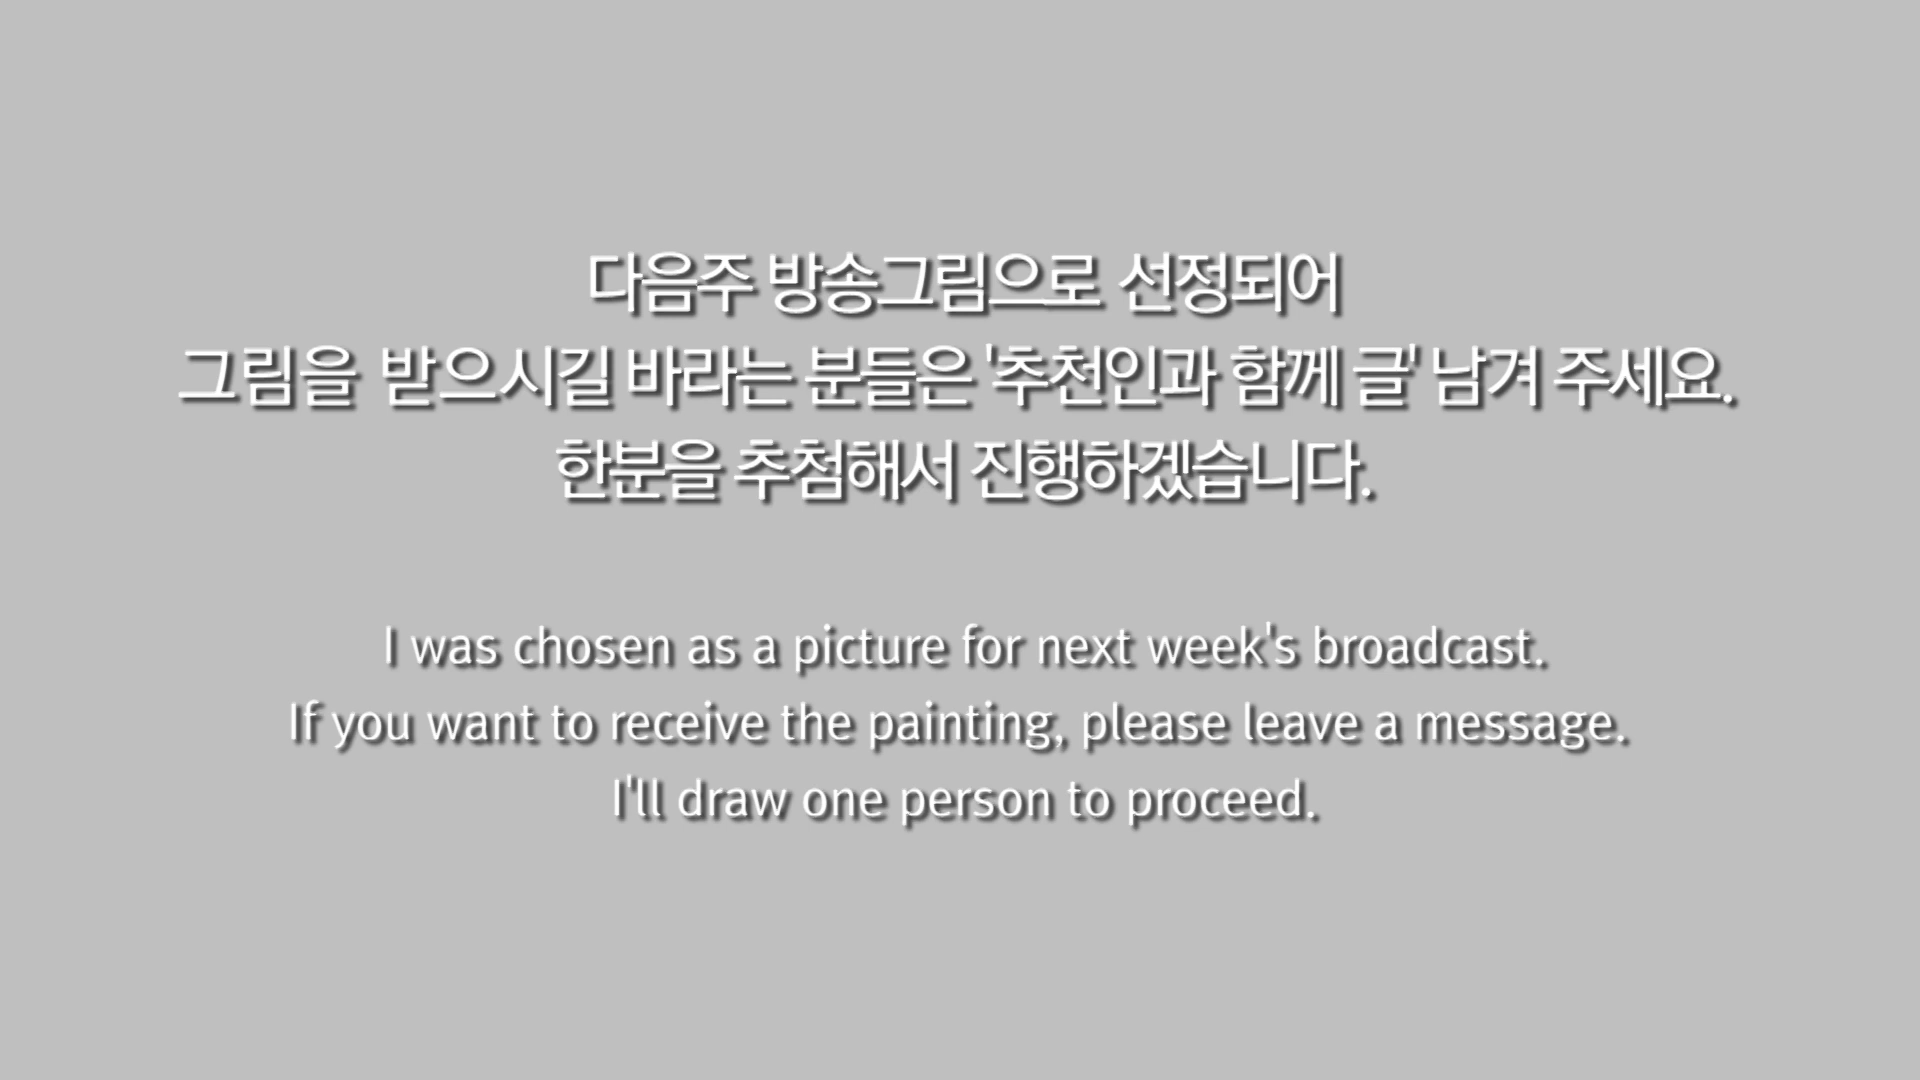 다음주 방송그림으로 선정되어
그림을 받으시길 바라는 분들은 '추천인과 함께 글' 남겨 주세요.
한분을 추첨해서 진행하겠습니다.
I was chosen as a picture for next week's broadcast.
If you want to receive the painting, please leave a message.
I'll draw one person to proceed.